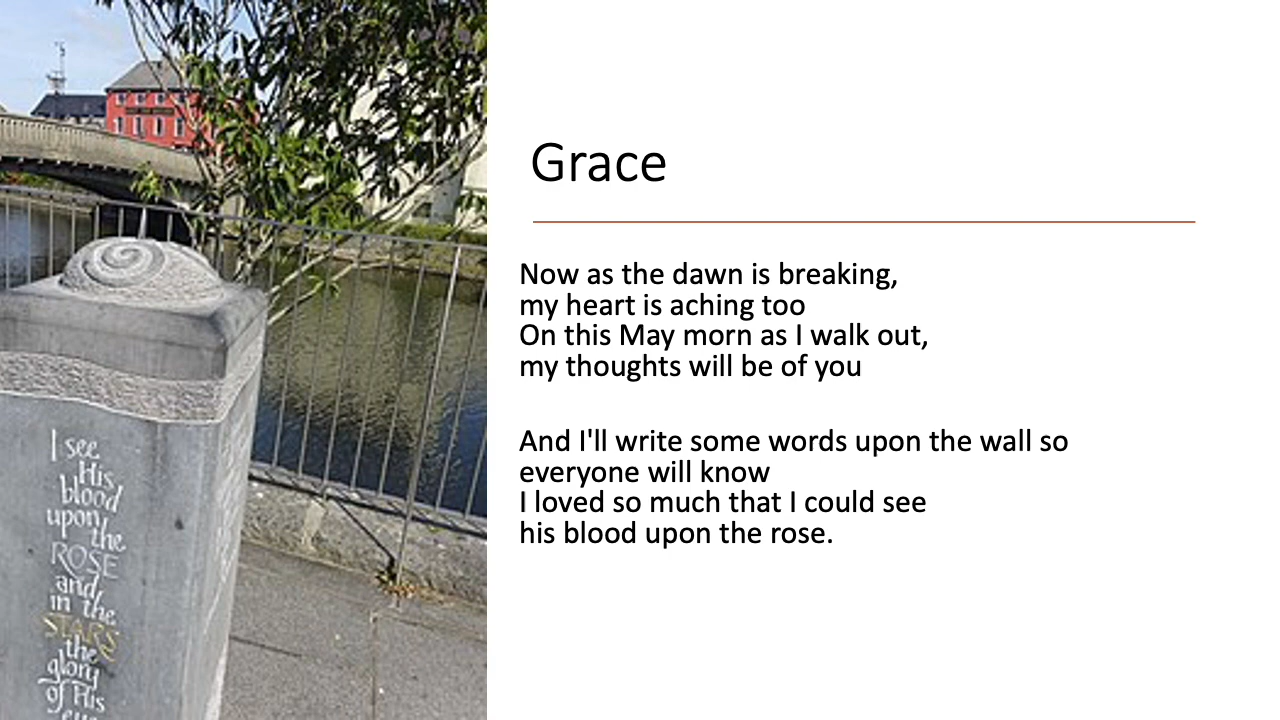 Grace
Now as the dawn is breaking,
my heart is aching too
On this May morn as I walk out,
my thoughts will be of you
And I'll write some words upon the wall so
everyone will know
I loved so much that I could see
his blood upon the rose.
I see
His
blood
upon
the
ROSE
and
in the
STARS
the
glory
of His